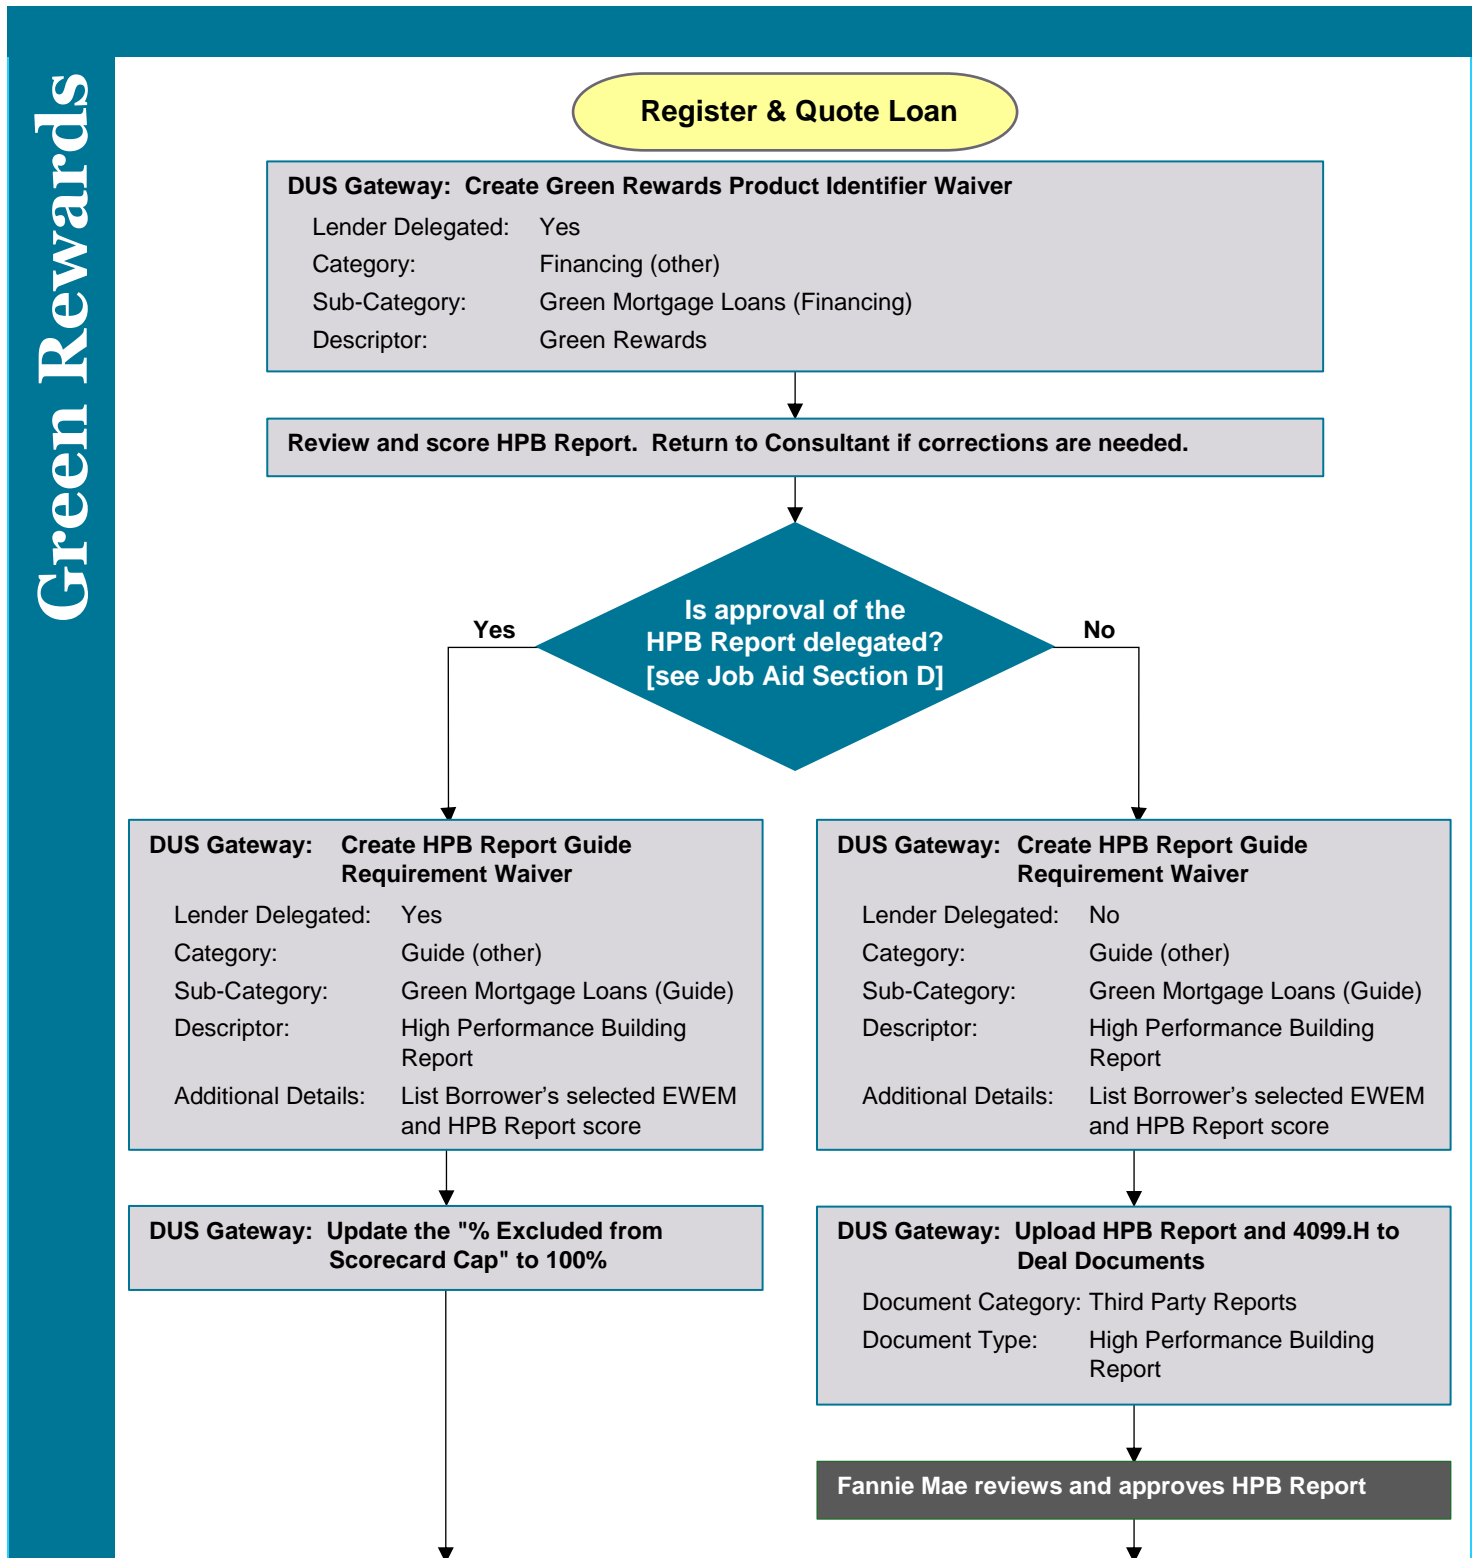 Green Rewards
Register & Quote Loan
DUS Gateway: Create Green Rewards Product Identifier Waiver
Lender Delegated: Yes
Category: Financing (other)
Sub-Category: Green Mortgage Loans (Financing)
Descriptor: Green Rewards
Review and score HPB Report. Return to Consultant if corrections are needed.
Is approval of the
HPB Report delegated?
[see Job Aid Section D]
Yes
No
DUS Gateway: Create HPB Report Guide
Requirement Waiver
Lender Delegated: Yes
Category: Guide (other)
Sub-Category: Green Mortgage Loans (Guide)
Descriptor: High Performance Building
Report
Additional Details: List Borrower’s selected EWEM
and HPB Report score
DUS Gateway: Update the "% Excluded from
Scorecard Cap" to 100%
DUS Gateway: Create HPB Report Guide
Requirement Waiver
Lender Delegated: No
Category: Guide (other)
Sub-Category: Green Mortgage Loans (Guide)
Descriptor: High Performance Building
Report
Additional Details: List Borrower’s selected EWEM
and HPB Report score
DUS Gateway: Upload HPB Report and 4099.H to
Deal Documents
Document Category: Third Party Reports
Document Type: High Performance Building
Report
Fannie Mae reviews and approves HPB Report